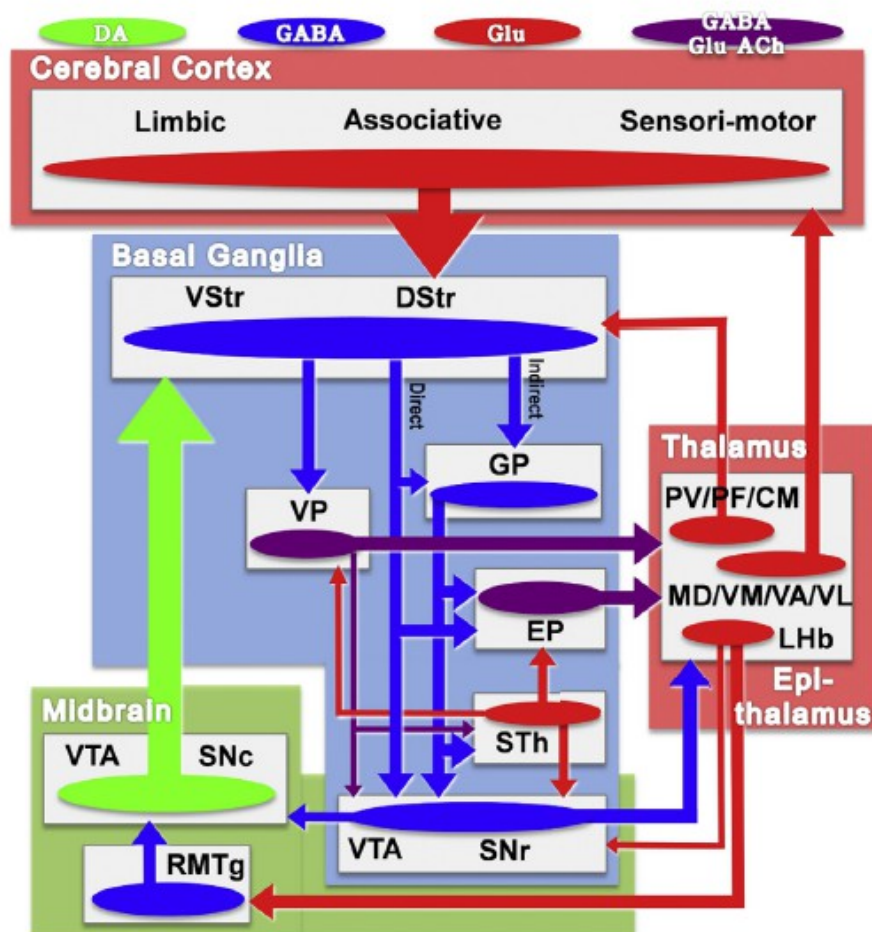 DA GABA Glu GABA
Glu ACh
Cerebral Cortex
Limbic Associative Sensori-motor
Basal Ganglia
VStr DStr
Direct
Indirect
GP
VP
EP
STh
Thalamus
PV/PF/CM
MD/VM/VA/VL
LHb
Epi-
thalamus
Midbrain
VTA SNc
RMTg
VTA SNr